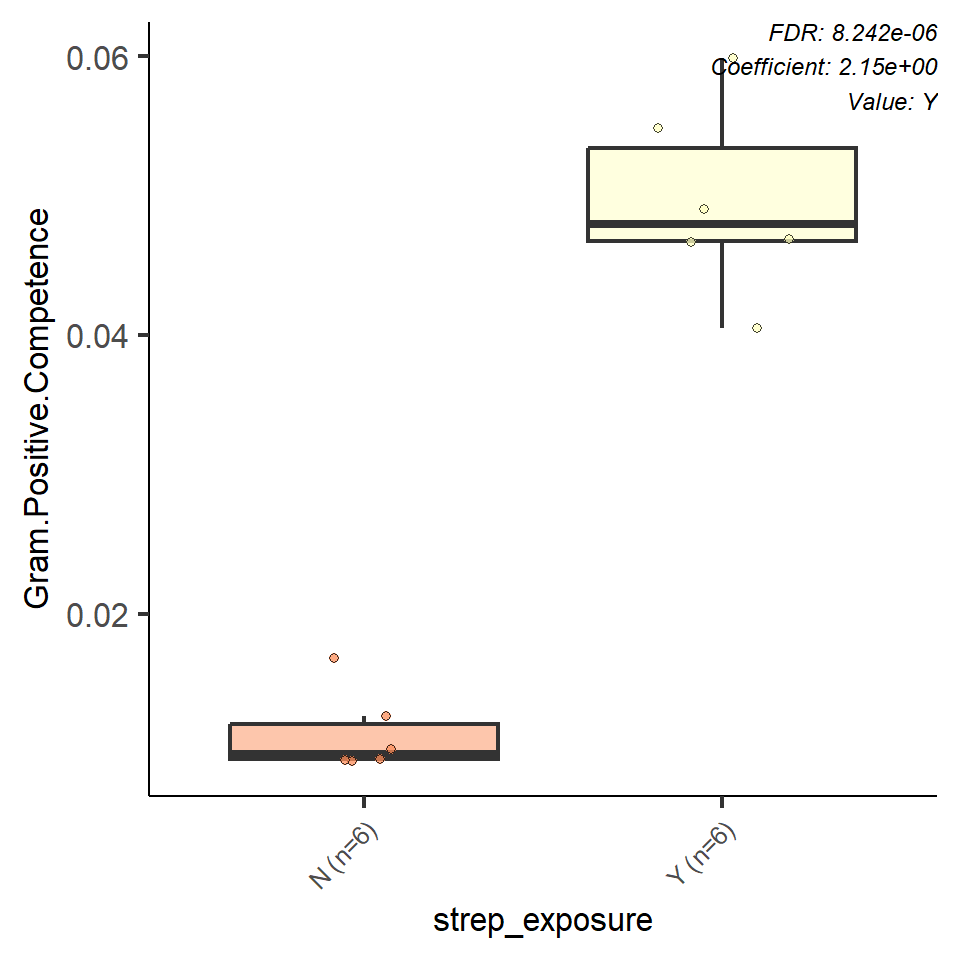 FDR: 8.242e-06
Coefficient: 2.15e+00
Value: Y
0.06
0.04
0.02
Gram.Positive.Competence
N (n=6)
Y (n=6)
strep_exposure